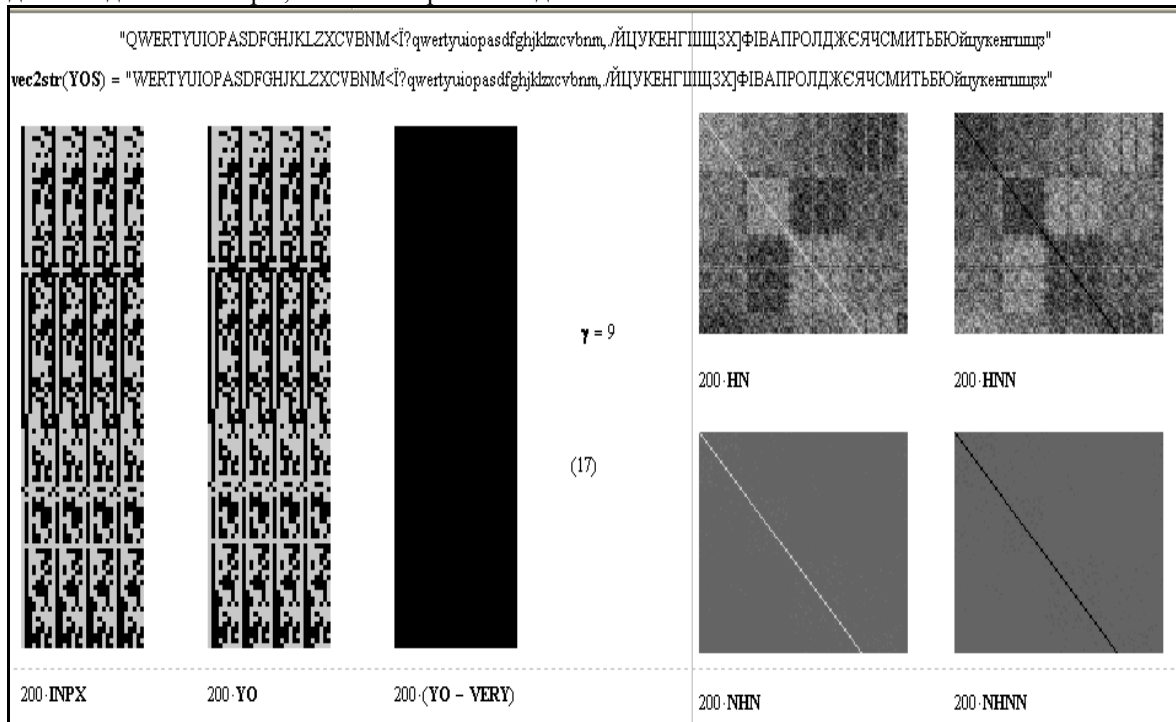 "QWERTYUIOPASDFGHJKLZXCVBNM<Ї?qwertyuiopasdfghjklzxcvbnm,./ЙЦУКЕНГШЩЗХ]ФІВАПРОЛДЖЄЯЧСМИТЬБЮйцукенгшщз"
vec2str(YOS) = "WERTYUIOPASDFGHJKLZXCVBNM<Ї?qwertyuiopasdfghjklzxcvbnm,./ЙЦУКЕНГШЩЗХ]ФІВАПРОЛДЖЄЯЧСМИТЬБЮйцукенгшщзх"
γ = 9
(17)
200·HN 200·HNN
200·INPX 200·YO 200·(YO − VERY) 200·NHN 200·NHNN